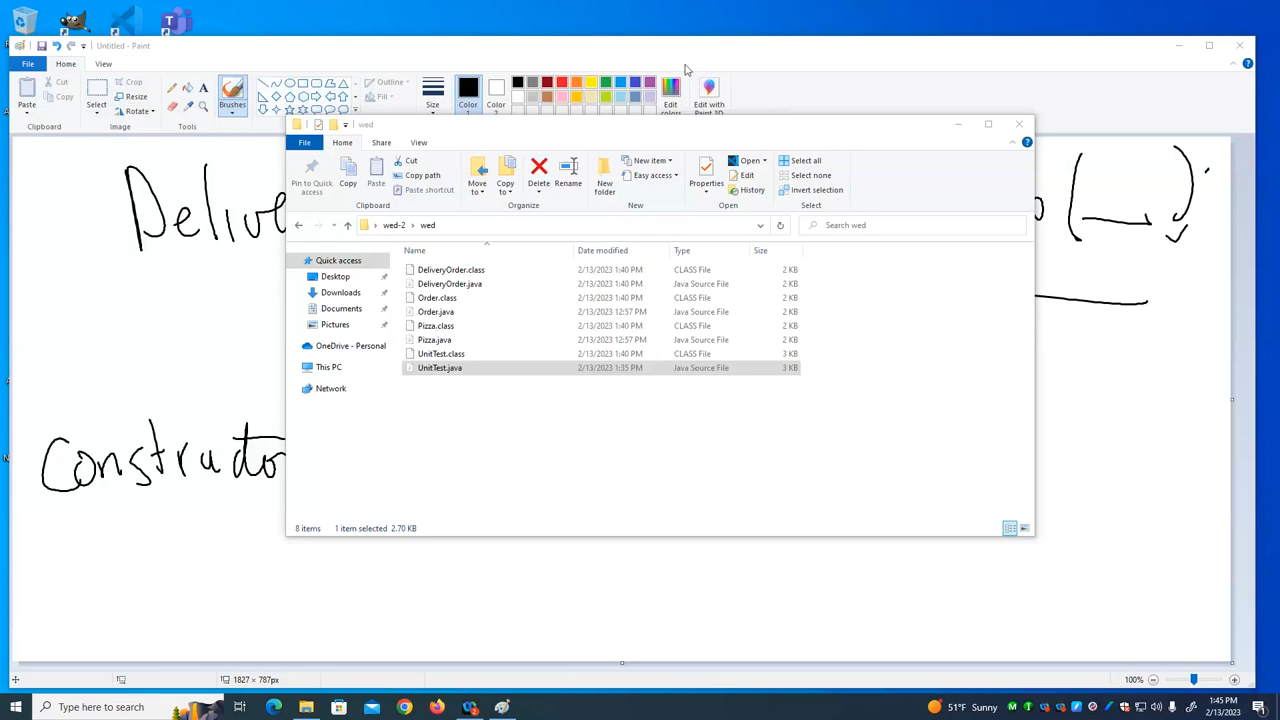 Untitled - Paint
File
Home
View
Paste
Cut
Copy
Clipboard
Select
Crop
Resize
Rotate
Image
Tools
Brushes
Outline
Fill
Size
Color
1
Color
2
Edit
colors
Edit with
Paint 3D
wed
File
Home
Share
View
Pin to Quick
access
Copy
Paste
Cut
Copy path
Paste shortcut
Clipboard
Move
to
Copy
to
Delete
Rename
Organize
New
folder
New item
Easy access
New
Properties
Open
Edit
History
Open
Select all
Select none
Invert selection
Select
wed-2
wed
Search wed
Name
Date modified
Type
Size
Quick access
Desktop
Downloads
Documents
Pictures
OneDrive - Personal
This PC
Network
DeliveryOrder.class 2/13/2023 1:40 PM CLASS File 2 KB
DeliveryOrder.java 2/13/2023 1:40 PM Java Source File 2 KB
Order.class 2/13/2023 1:40 PM CLASS File 2 KB
Order.java 2/13/2023 12:57 PM Java Source File 2 KB
Pizza.class 2/13/2023 1:40 PM CLASS File 2 KB
Pizza.java 2/13/2023 12:57 PM Java Source File 2 KB
UnitTest.class 2/13/2023 1:40 PM CLASS File 3 KB
UnitTest.java 2/13/2023 1:35 PM Java Source File 3 KB
8 items
1 item selected 2.70 KB
Delive
o ( );
Constructo
1827 × 787px
100%
Type here to search
51°F Sunny
1:45 PM
2/13/2023